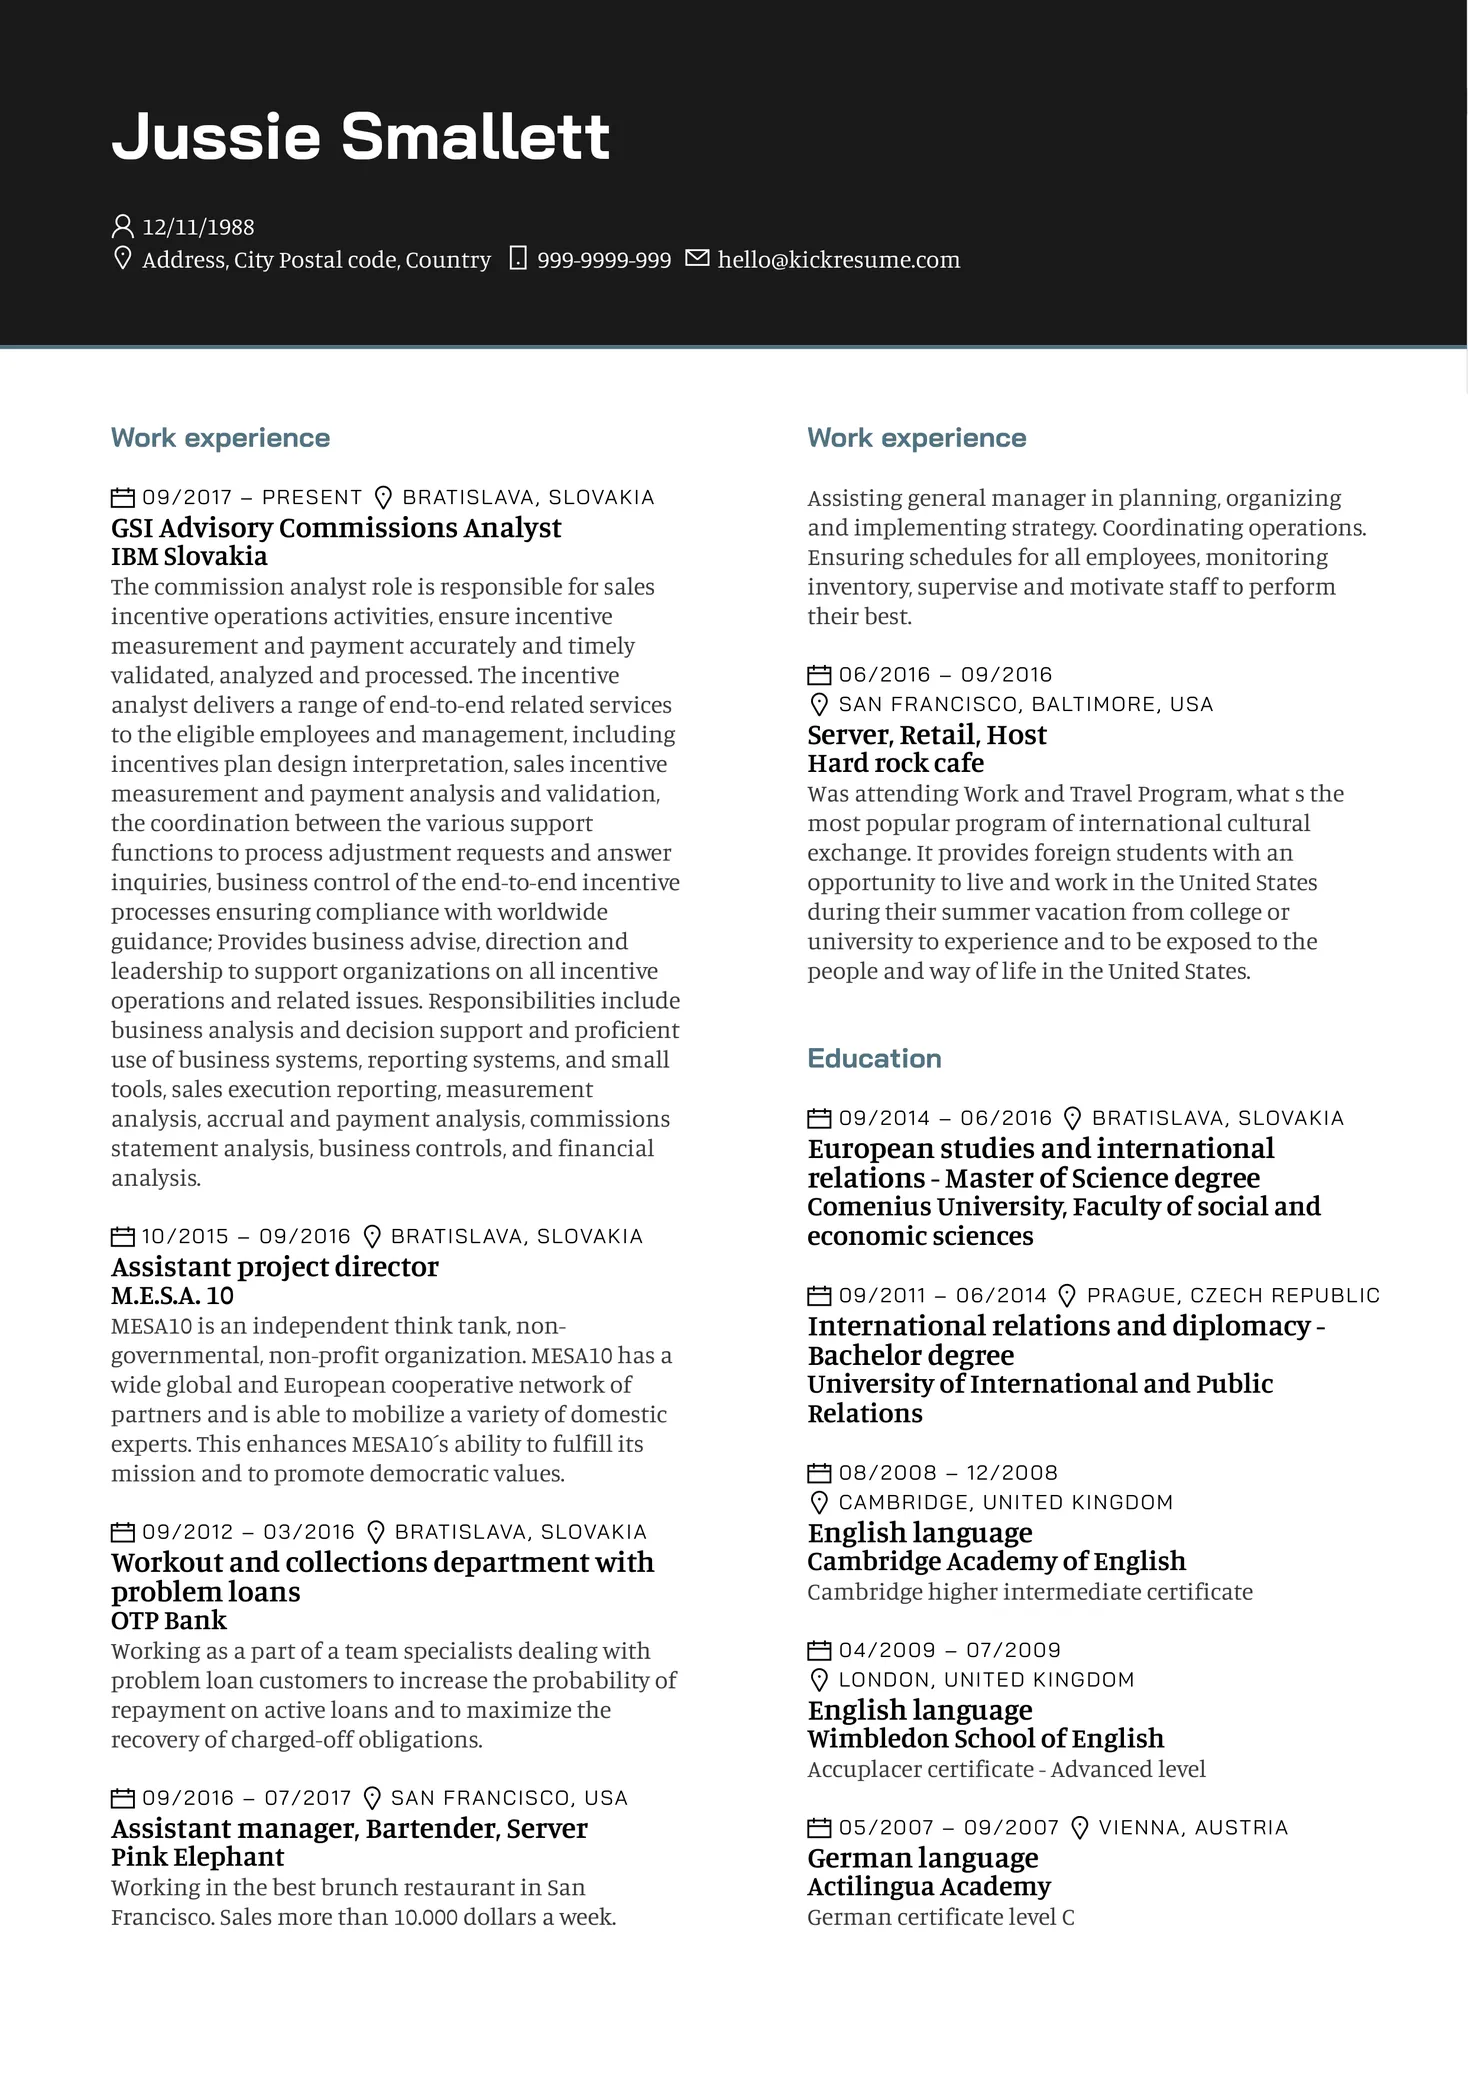 Jussie Smallett
12/11/1988
Address, City Postal code, Country 999-9999-999 hello@kickresume.com
Work experience
09/2017 – PRESENT BRATISLAVA, SLOVAKIA
GSI Advisory Commissions Analyst
IBM Slovakia
The commission analyst role is responsible for sales
incentive operations activities, ensure incentive
measurement and payment accurately and timely
validated, analyzed and processed. The incentive
analyst delivers a range of end-to-end related services
to the eligible employees and management, including
incentives plan design interpretation, sales incentive
measurement and payment analysis and validation,
the coordination between the various support
functions to process adjustment requests and answer
inquiries, business control of the end-to-end incentive
processes ensuring compliance with worldwide
guidance; Provides business advise, direction and
leadership to support organizations on all incentive
operations and related issues. Responsibilities include
business analysis and decision support and proficient
use of business systems, reporting systems, and small
tools, sales execution reporting, measurement
analysis, accrual and payment analysis, commissions
statement analysis, business controls, and financial
analysis.
10/2015 – 09/2016 BRATISLAVA, SLOVAKIA
Assistant project director
M.E.S.A. 10
MESA10 is an independent think tank, non-
governmental, non-profit organization. MESA10 has a
wide global and European cooperative network of
partners and is able to mobilize a variety of domestic
experts. This enhances MESA10´s ability to fulfill its
mission and to promote democratic values.
09/2012 – 03/2016 BRATISLAVA, SLOVAKIA
Workout and collections department with
problem loans
OTP Bank
Working as a part of a team specialists dealing with
problem loan customers to increase the probability of
repayment on active loans and to maximize the
recovery of charged-off obligations.
09/2016 – 07/2017 SAN FRANCISCO, USA
Assistant manager, Bartender, Server
Pink Elephant
Working in the best brunch restaurant in San
Francisco. Sales more than 10.000 dollars a week.
Work experience
Assisting general manager in planning, organizing
and implementing strategy. Coordinating operations.
Ensuring schedules for all employees, monitoring
inventory, supervise and motivate staff to perform
their best.
06/2016 – 09/2016
SAN FRANCISCO, BALTIMORE, USA
Server, Retail, Host
Hard rock cafe
Was attending Work and Travel Program, what s the
most popular program of international cultural
exchange. It provides foreign students with an
opportunity to live and work in the United States
during their summer vacation from college or
university to experience and to be exposed to the
people and way of life in the United States.
Education
09/2014 – 06/2016 BRATISLAVA, SLOVAKIA
European studies and international
relations - Master of Science degree
Comenius University, Faculty of social and
economic sciences
09/2011 – 06/2014 PRAGUE, CZECH REPUBLIC
International relations and diplomacy -
Bachelor degree
University of International and Public
Relations
08/2008 – 12/2008
CAMBRIDGE, UNITED KINGDOM
English language
Cambridge Academy of English
Cambridge higher intermediate certificate
04/2009 – 07/2009
LONDON, UNITED KINGDOM
English language
Wimbledon School of English
Accuplacer certificate - Advanced level
05/2007 – 09/2007 VIENNA, AUSTRIA
German language
Actilingua Academy
German certificate level C